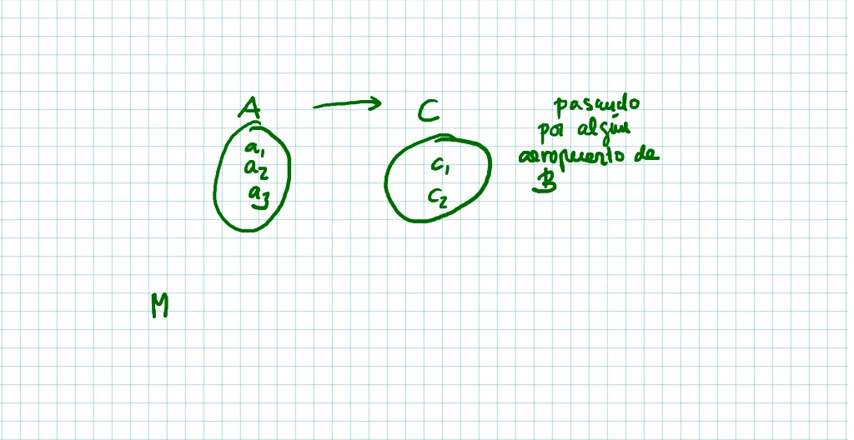 A → C
a₁
a₂
a₃
c₁
c₂
pasando
por algún
aeropuerto de
B
M